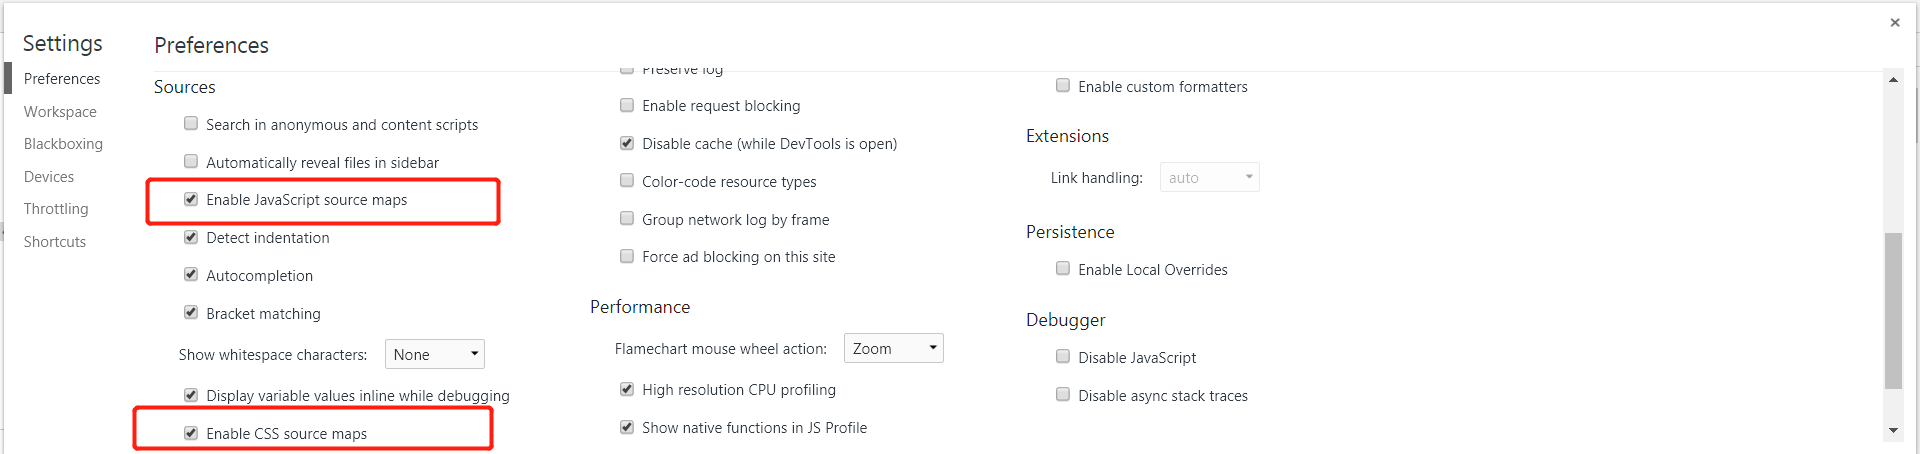 Settings
Preferences
Workspace
Blackboxing
Devices
Throttling
Shortcuts
Preferences
Sources
Search in anonymous and content scripts
Automatically reveal files in sidebar
Enable JavaScript source maps
Detect indentation
Autocompletion
Bracket matching
Show whitespace characters: None
Display variable values inline while debugging
Enable CSS source maps
Preserve log
Enable request blocking
Disable cache (while DevTools is open)
Color-code resource types
Group network log by frame
Force ad blocking on this site
Performance
Flamechart mouse wheel action: Zoom
High resolution CPU profiling
Show native functions in JS Profile
Enable custom formatters
Extensions
Link handling: auto
Persistence
Enable Local Overrides
Debugger
Disable JavaScript
Disable async stack traces